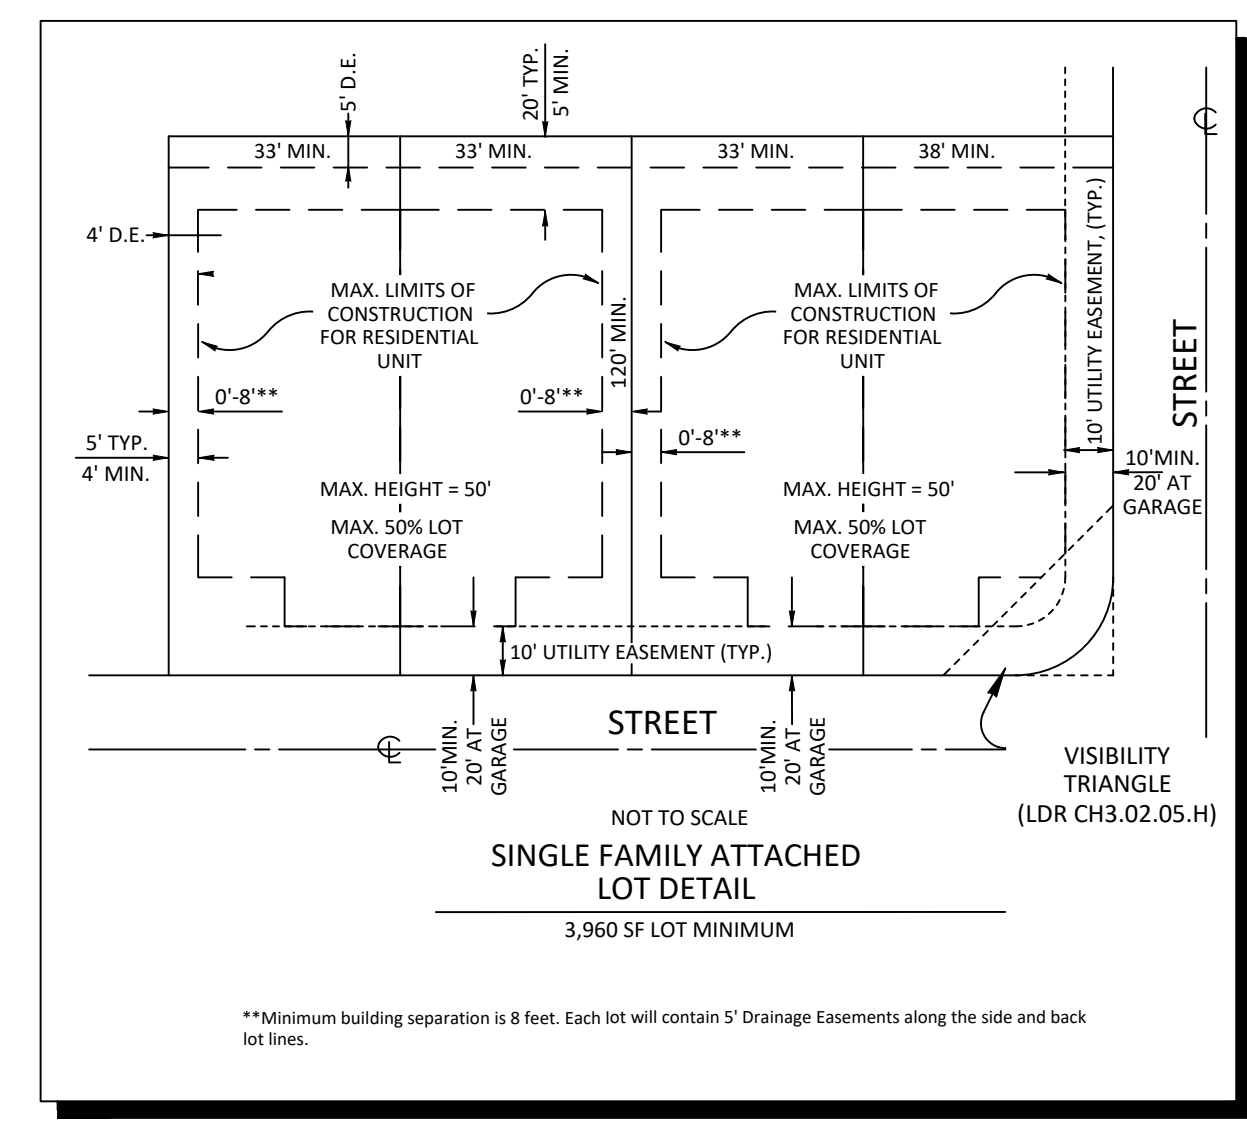 5' D.E.
20' TYP.
5' MIN.
℄
33' MIN.
33' MIN.
33' MIN.
38' MIN.
4' D.E.
10' UTILITY EASEMENT, (TYP.)
MAX. LIMITS OF
CONSTRUCTION
FOR RESIDENTIAL
UNIT
120' MIN.
MAX. LIMITS OF
CONSTRUCTION
FOR RESIDENTIAL
UNIT
STREET
0'-8'**
0'-8'**
0'-8'**
5' TYP.
4' MIN.
10'MIN.
20' AT
GARAGE
MAX. HEIGHT = 50'
MAX. 50% LOT
COVERAGE
MAX. HEIGHT = 50'
MAX. 50% LOT
COVERAGE
10' UTILITY EASEMENT (TYP.)
STREET
℄
10'MIN.
20' AT
GARAGE
10'MIN.
20' AT
GARAGE
VISIBILITY
TRIANGLE
(LDR CH3.02.05.H)
NOT TO SCALE
SINGLE FAMILY ATTACHED
LOT DETAIL
3,960 SF LOT MINIMUM
**Minimum building separation is 8 feet. Each lot will contain 5' Drainage Easements along the side and back
lot lines.